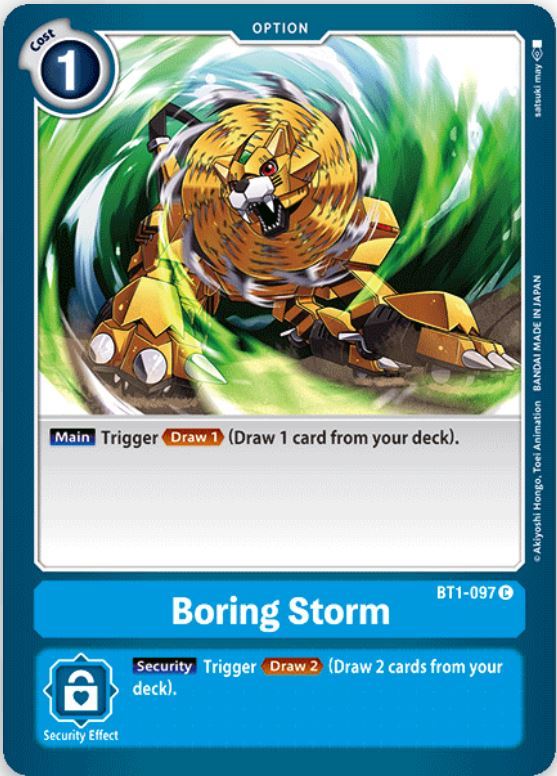 OPTION
Cost
1
satsuki may
Main Trigger Draw 1 (Draw 1 card from your deck).
© Akiyoshi Hongo, Toei Animation BANDAI MADE IN JAPAN
BT1-097 C
Boring Storm
Security Trigger Draw 2 (Draw 2 cards from your
deck).
Security Effect